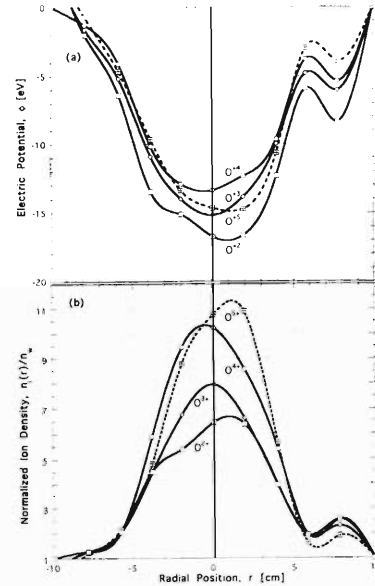 0
(a)
-5
-10
-15
-20
Electric Potential, φ [eV]
O+4
O+3
O+5
O+2
(b)
11
9
7
5
3
1
Normalized Ion Density, n(r)/nw
O5+
O4+
O3+
O2+
-10 -5 0 5 10
Radial Position, r [cm]